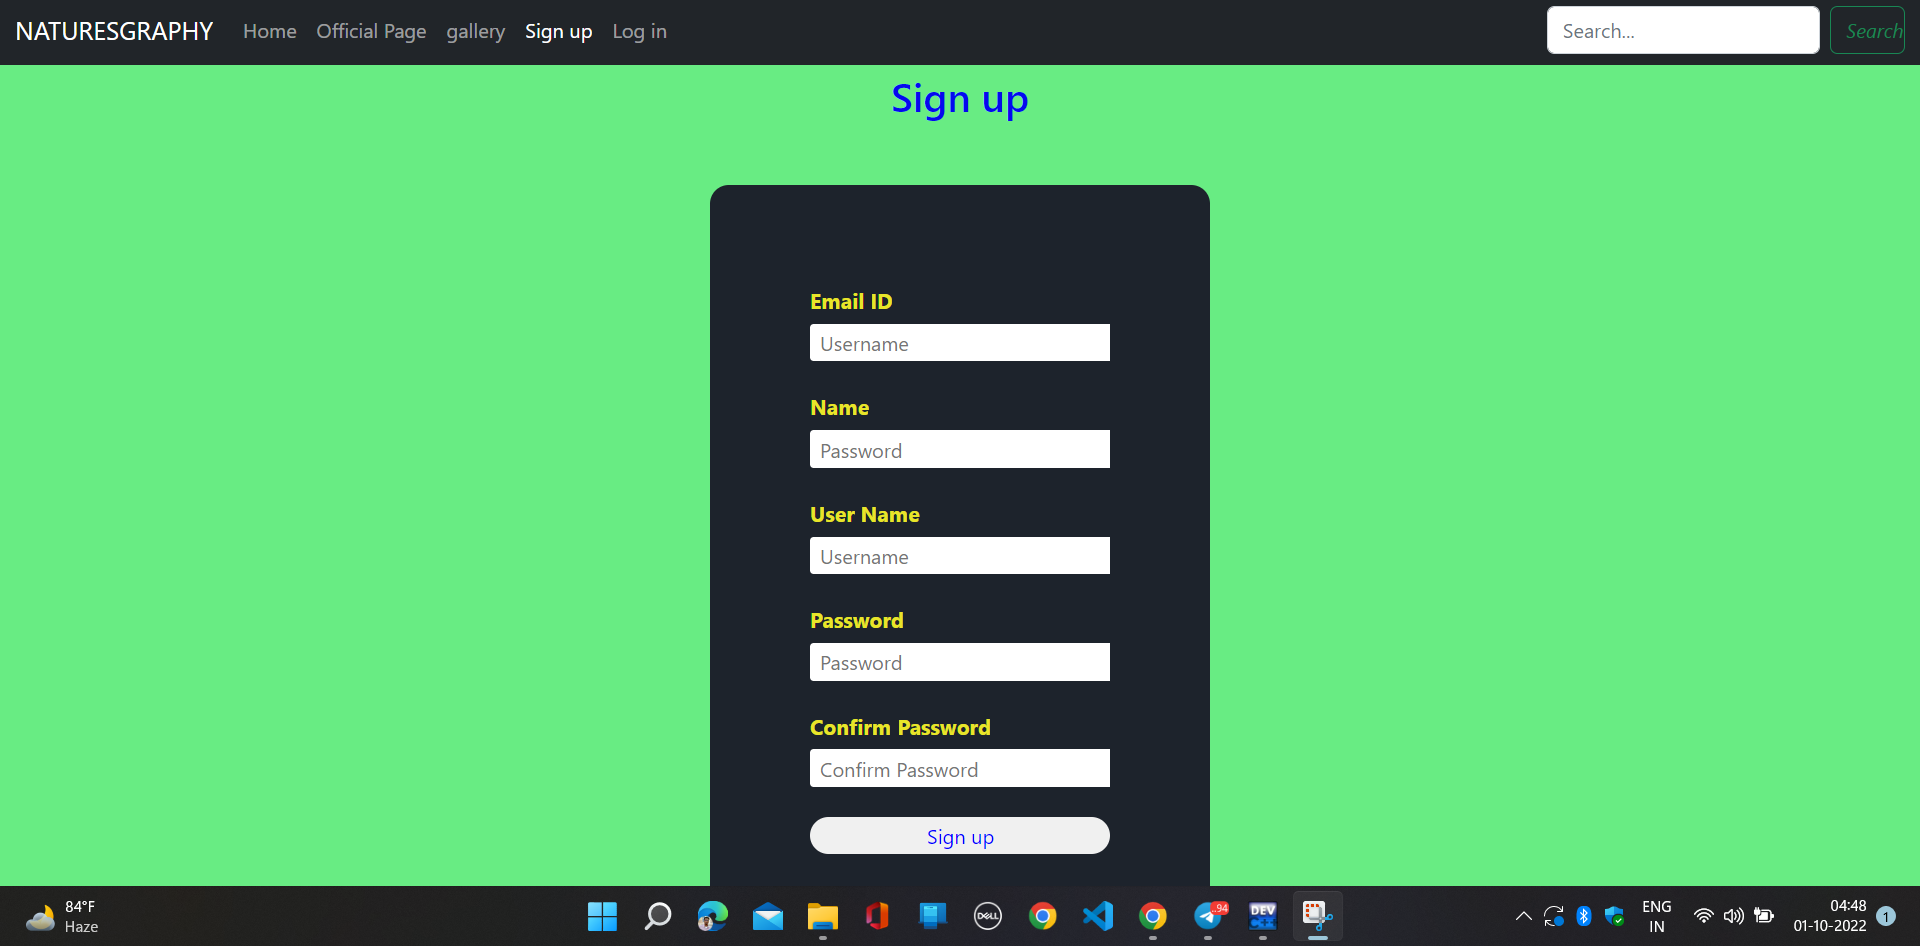 NATURESGRAPHY Home Official Page gallery Sign up Log in Search... Search
Sign up
Email ID
Username
Name
Password
User Name
Username
Password
Password
Confirm Password
Confirm Password
Sign up
84°F
Haze
DELL
..94
DEV
C++
ENG
IN
04:48
01-10-2022
1